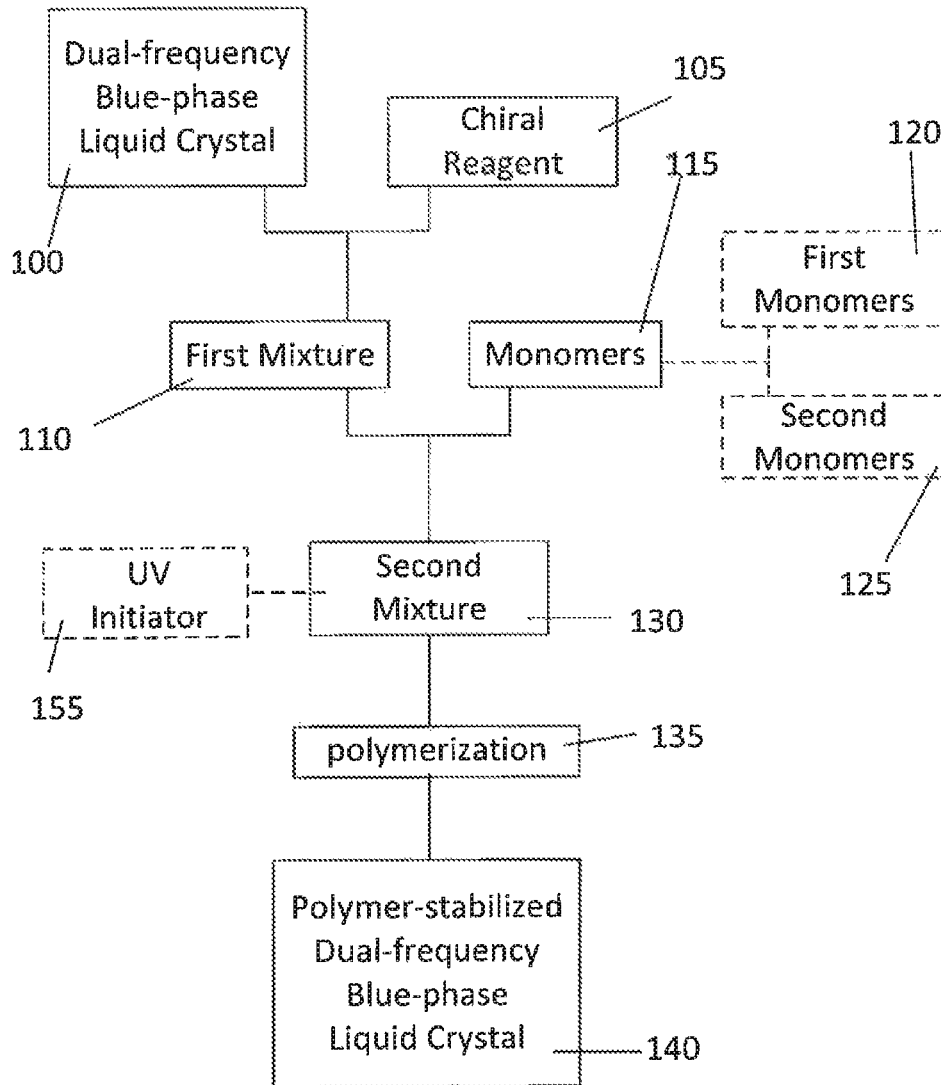 Dual-frequency
Blue-phase
Liquid Crystal
100
Chiral
Reagent
105
115
120
First
Monomers
First Mixture
110
Monomers
Second
Monomers
125
UV
Initiator
155
Second
Mixture
130
polymerization
135
Polymer-stabilized
Dual-frequency
Blue-phase
Liquid Crystal
140